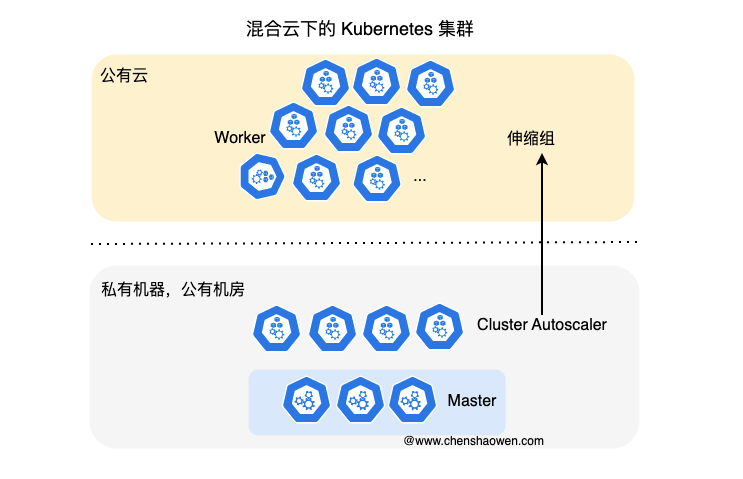 混合云下的 Kubernetes 集群
公有云
Worker
伸缩组
...
私有机器，公有机房
Cluster Autoscaler
Master
@www.chenshaowen.com